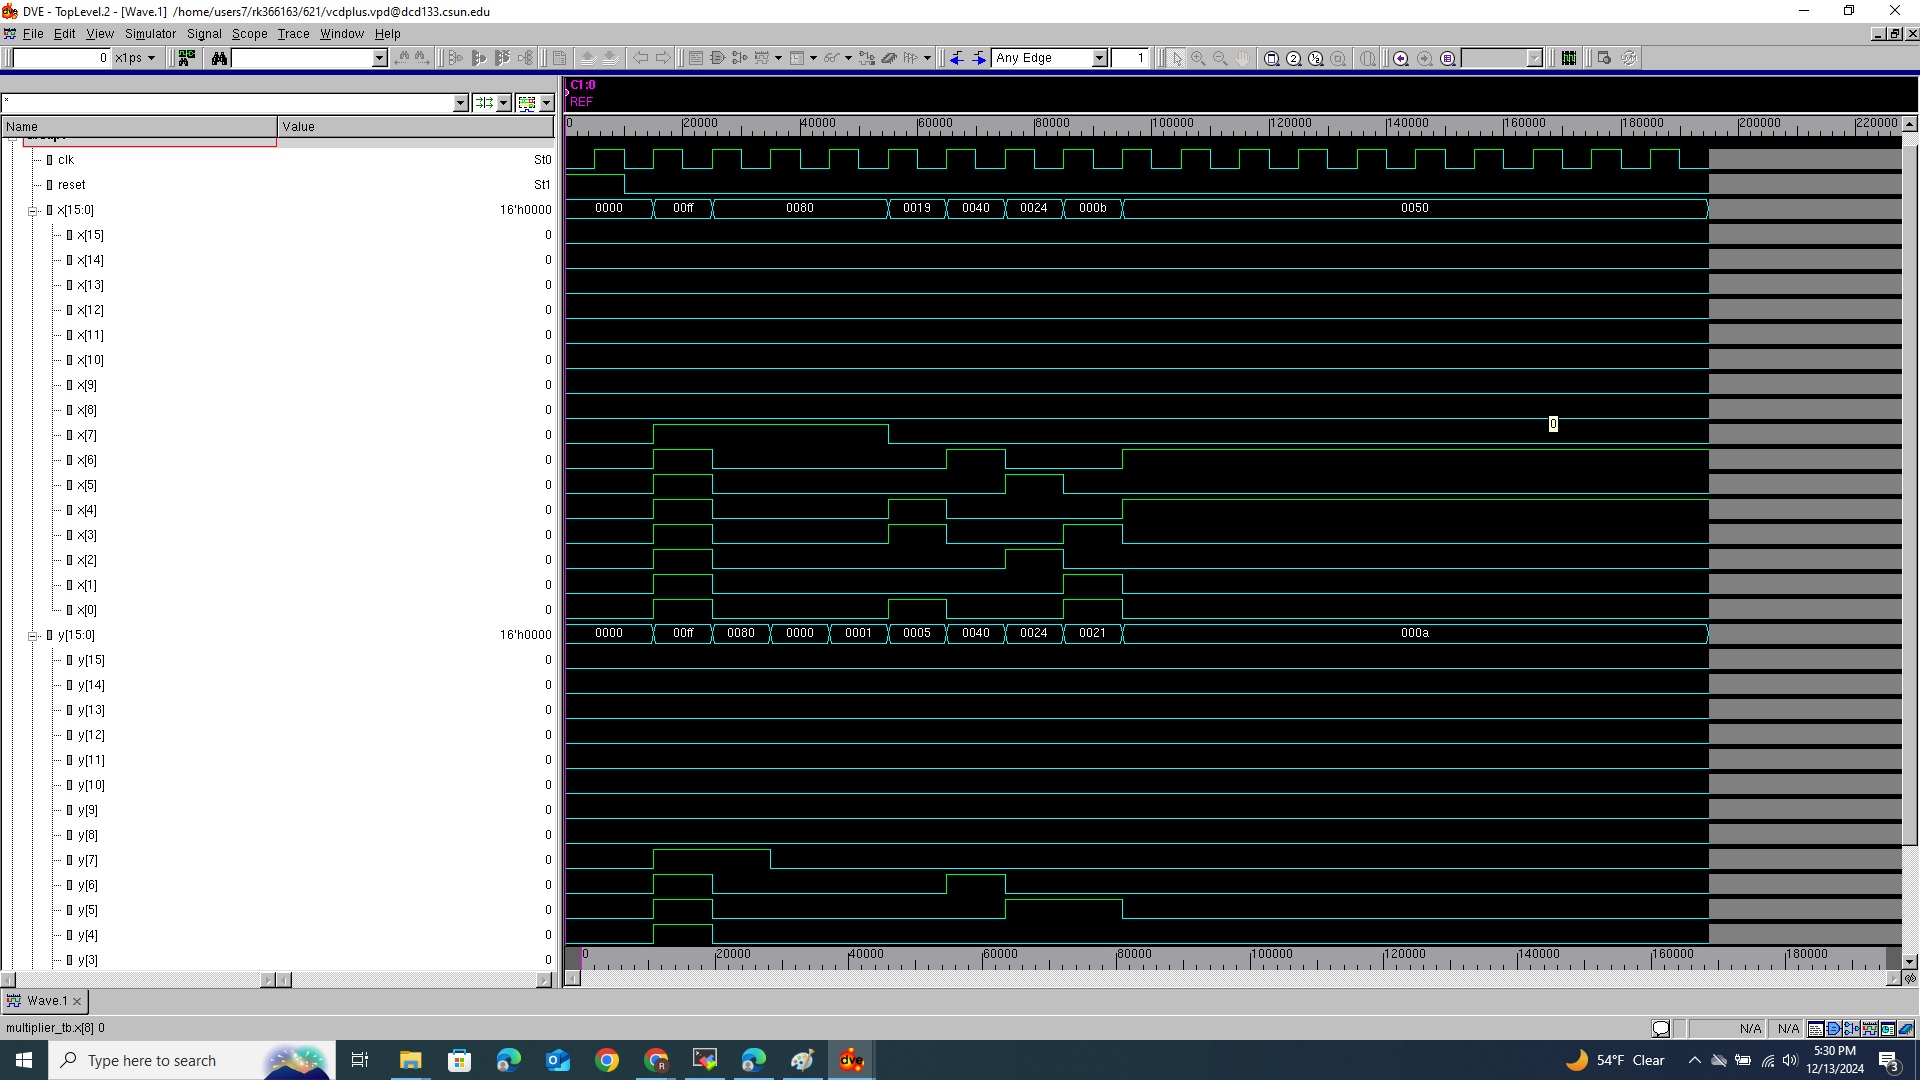 DVE - TopLevel.2 - [Wave.1] /home/users7/rk366163/621/vcdplus.vpd@dcd133.csun.edu
File Edit View Simulator Signal Scope Trace Window Help
0 x1ps Any Edge 1
C1:0
REF
*
Name Value
0 20000 40000 60000 80000 100000 120000 140000 160000 180000 200000 220000
clk St0
reset St1
x[15:0] 16'h0000 0000 00ff 0080 0019 0040 0024 000b 0050
x[15] 0
x[14] 0
x[13] 0
x[12] 0
x[11] 0
x[10] 0
x[9] 0
x[8] 0
0
x[7] 0
x[6] 0
x[5] 0
x[4] 0
x[3] 0
x[2] 0
x[1] 0
x[0] 0
y[15:0] 16'h0000 0000 00ff 0080 0000 0001 0005 0040 0024 0021 000a
y[15] 0
y[14] 0
y[13] 0
y[12] 0
y[11] 0
y[10] 0
y[9] 0
y[8] 0
y[7] 0
y[6] 0
y[5] 0
y[4] 0
y[3] 0
0 20000 40000 60000 80000 100000 120000 140000 160000 180000
Wave.1
multiplier_tb.x[8] 0
N/A N/A
Type here to search
R
dve
54°F Clear
5:30 PM
12/13/2024
3